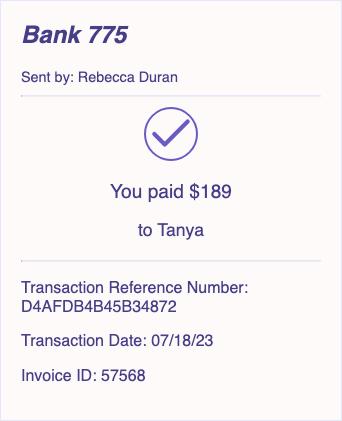 Bank 775
Sent by: Rebecca Duran
You paid $189
to Tanya
Transaction Reference Number:
D4AFDB4B45B34872
Transaction Date: 07/18/23
Invoice ID: 57568